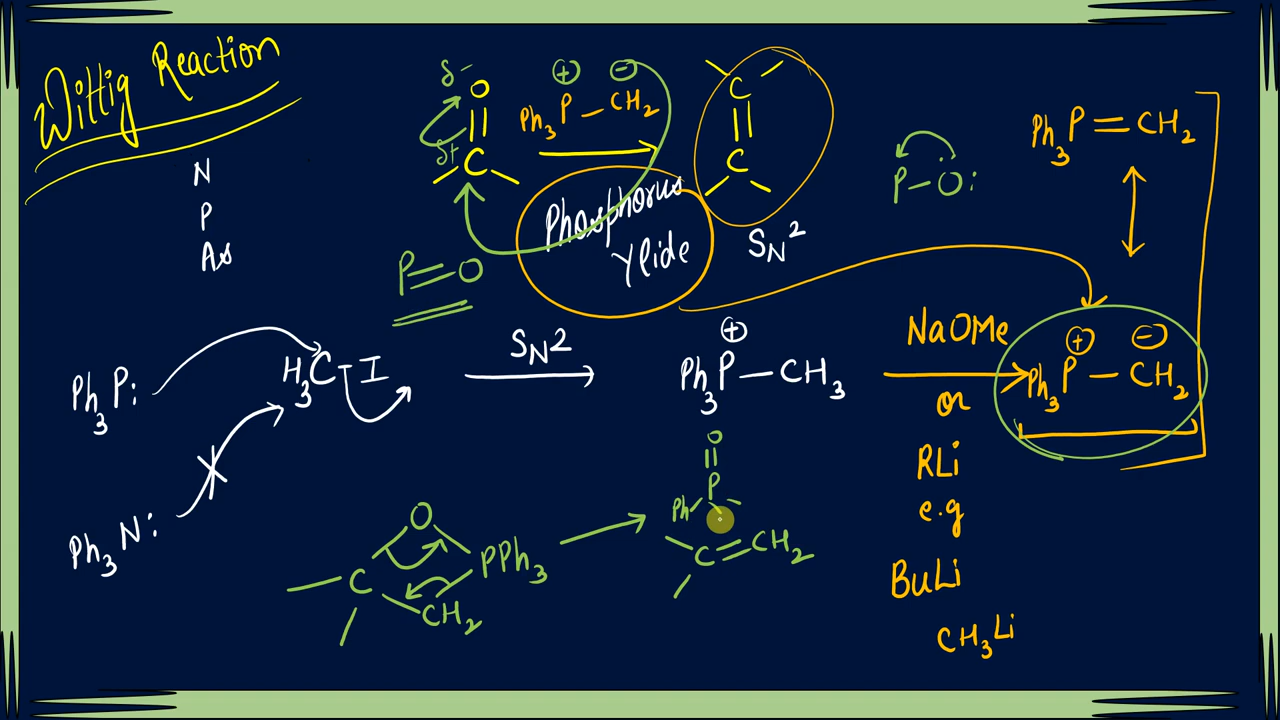 Wittig Reaction
N
P
As
δ-
O
||
δ+ C
⊕ ⊖
Ph₃P — CH₂
C
||
C
Phosphorus
Ylide
SN²
P=O
P-Ö:
Ph₃P=CH₂
Ph₃P:
H₃C-I
Ph₃N:
SN2
⊕
Ph₃P — CH₃
NaOMe
or
RLi
e.g
BuLi
CH₃Li
⊕ ⊖
Ph₃P — CH₂
O
C PPh₃
CH₂
O
||
Ph P
C=CH₂